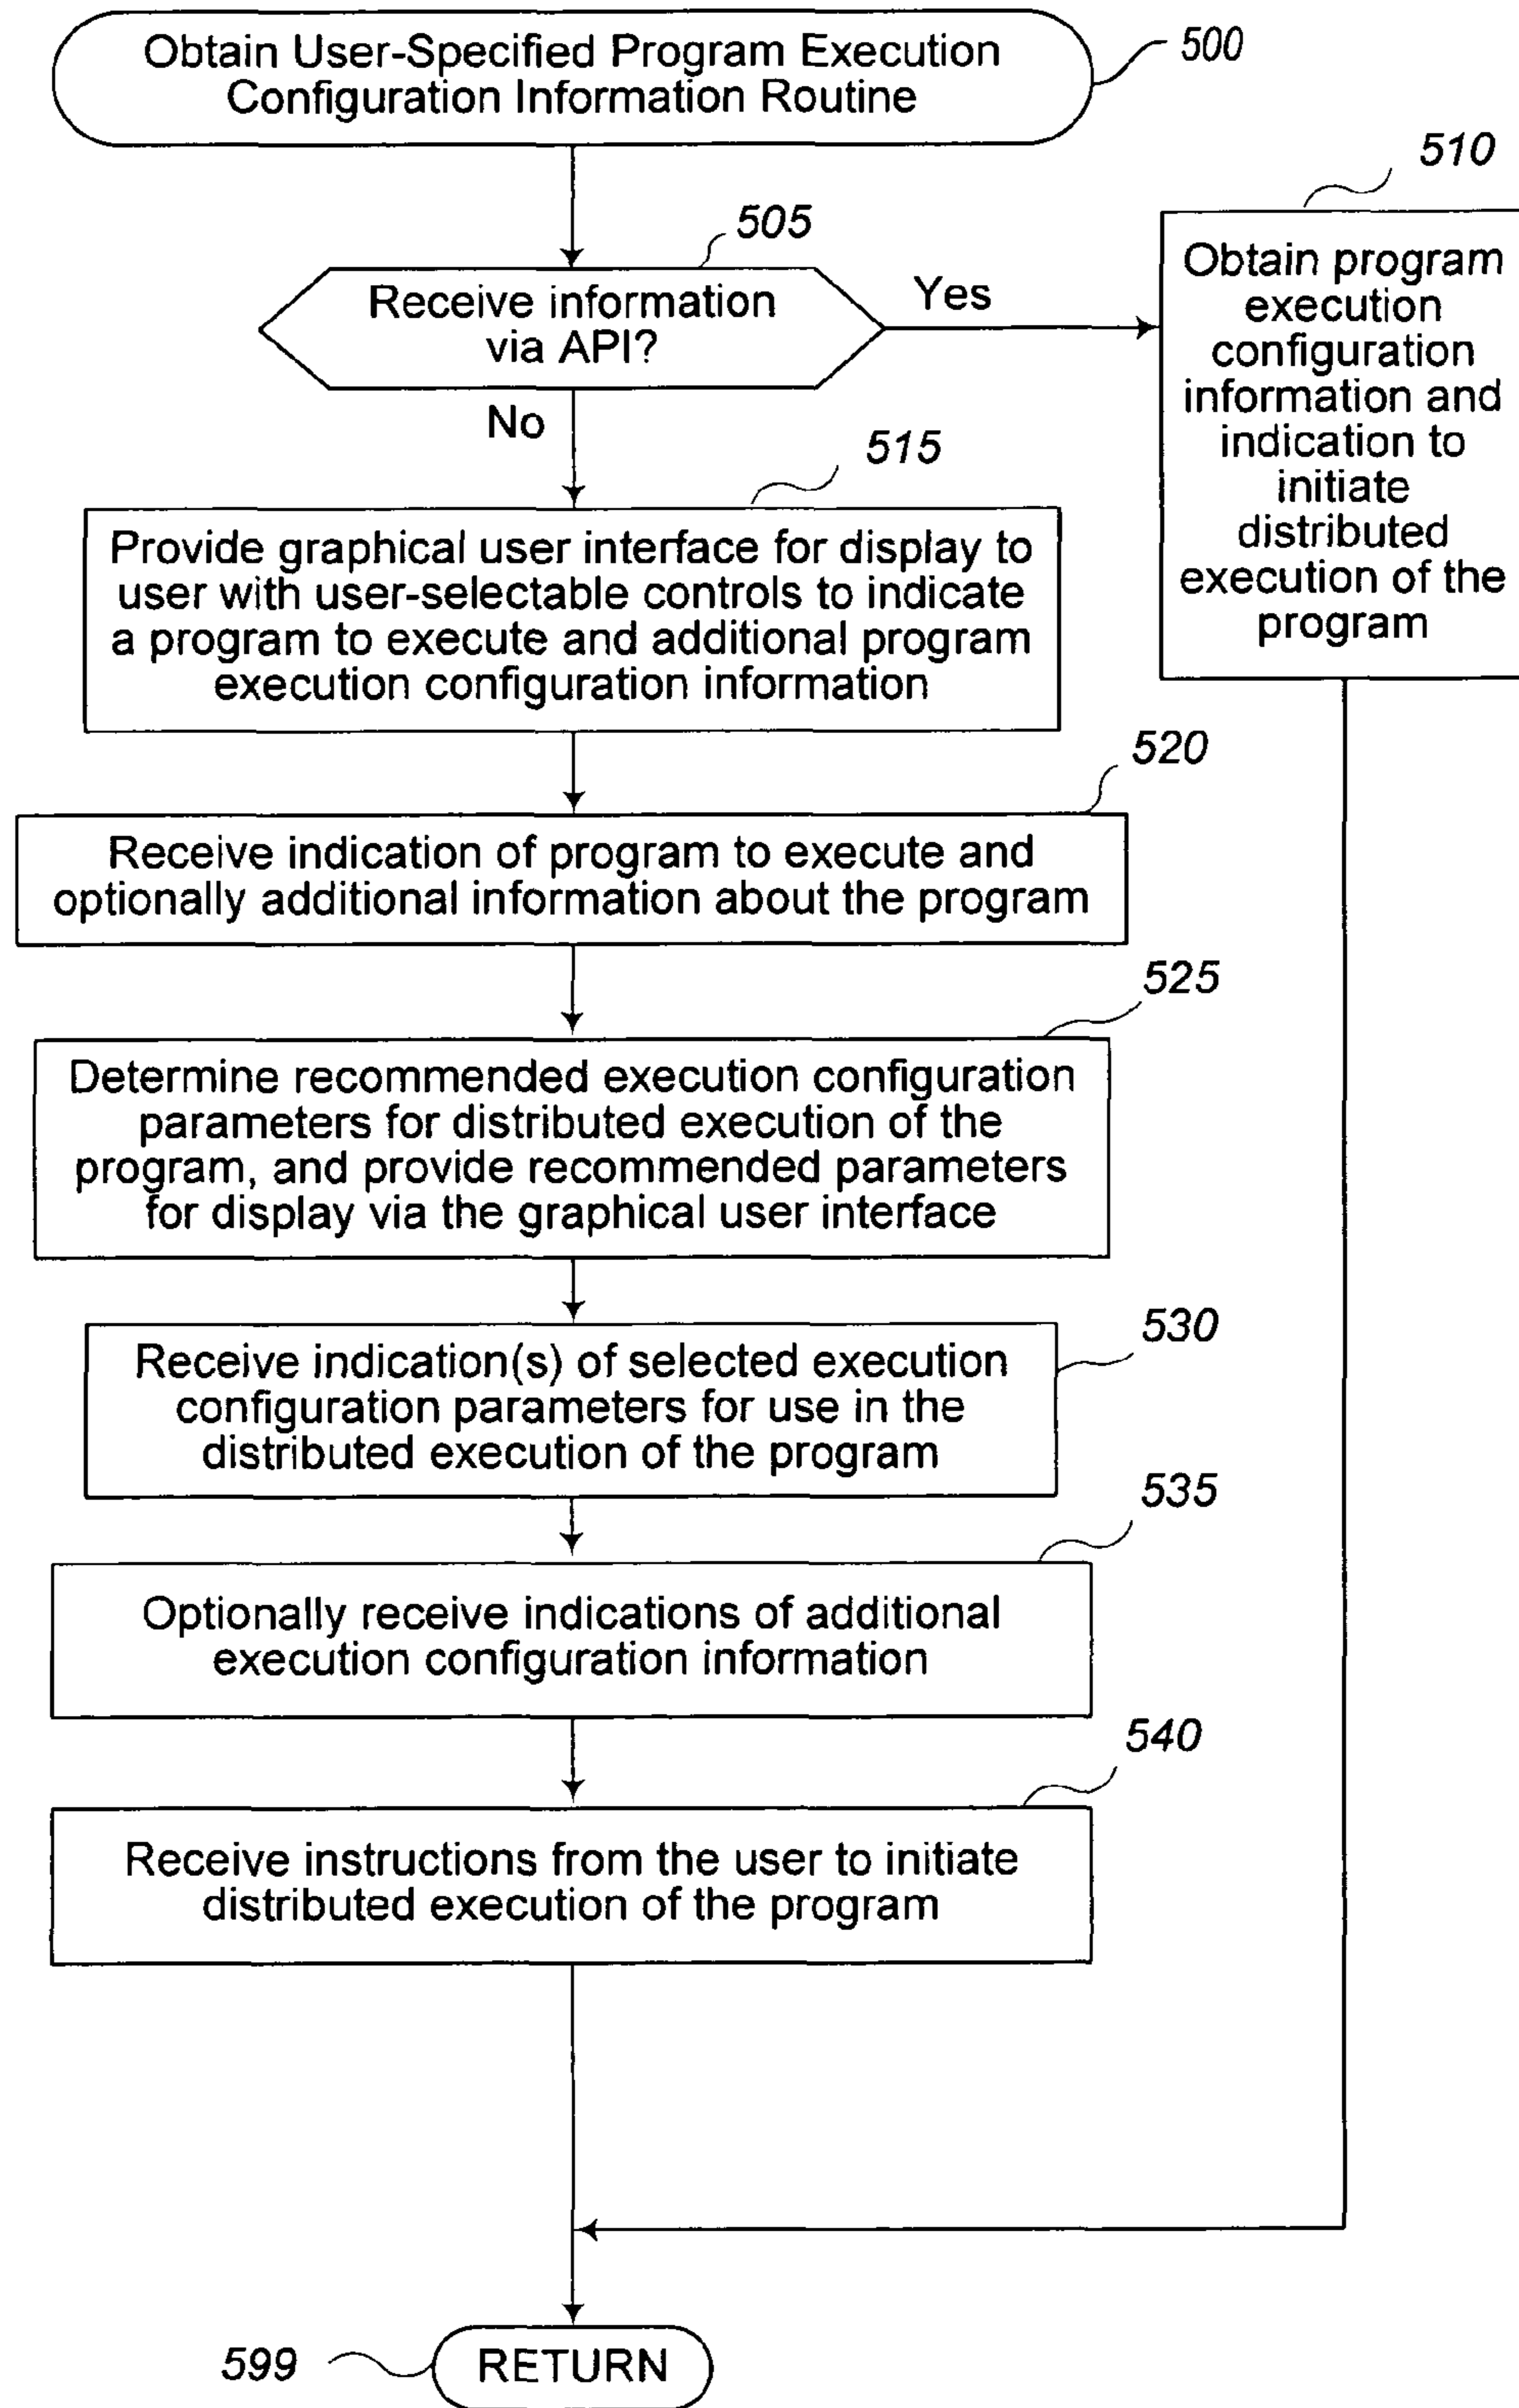 Obtain User-Specified Program Execution
Configuration Information Routine
500
505
Receive information
via API?
Yes
No
510
Obtain program
execution
configuration
information and
indication to
initiate
distributed
execution of the
program
515
Provide graphical user interface for display to
user with user-selectable controls to indicate
a program to execute and additional program
execution configuration information
520
Receive indication of program to execute and
optionally additional information about the program
525
Determine recommended execution configuration
parameters for distributed execution of the
program, and provide recommended parameters
for display via the graphical user interface
530
Receive indication(s) of selected execution
configuration parameters for use in the
distributed execution of the program
535
Optionally receive indications of additional
execution configuration information
540
Receive instructions from the user to initiate
distributed execution of the program
599
RETURN